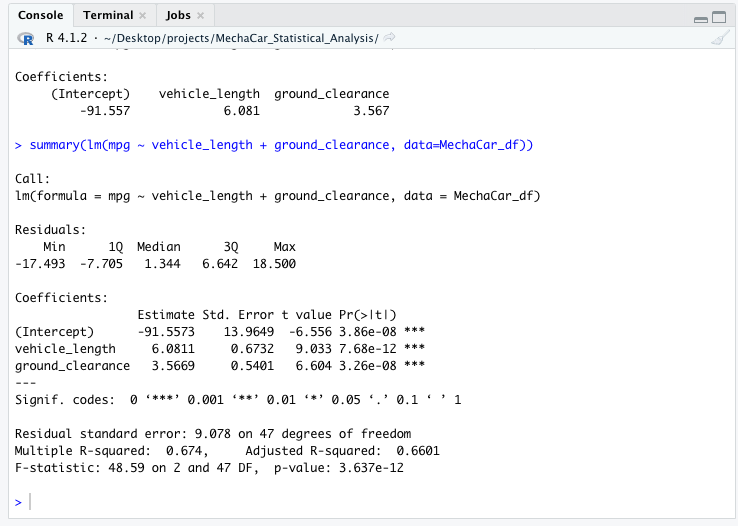 Console Terminal × Jobs ×
R 4.1.2 · ~/Desktop/projects/MechaCar_Statistical_Analysis/
Coefficients:
(Intercept) vehicle_length ground_clearance
-91.557 6.081 3.567
> summary(lm(mpg ~ vehicle_length + ground_clearance, data=MechaCar_df))
Call:
lm(formula = mpg ~ vehicle_length + ground_clearance, data = MechaCar_df)
Residuals:
Min 1Q Median 3Q Max
-17.493 -7.705 1.344 6.642 18.500
Coefficients:
Estimate Std. Error t value Pr(>|t|)
(Intercept) -91.5573 13.9649 -6.556 3.86e-08 ***
vehicle_length 6.0811 0.6732 9.033 7.68e-12 ***
ground_clearance 3.5669 0.5401 6.604 3.26e-08 ***
---
Signif. codes: 0 ‘***’ 0.001 ‘**’ 0.01 ‘*’ 0.05 ‘.’ 0.1 ‘ ’ 1
Residual standard error: 9.078 on 47 degrees of freedom
Multiple R-squared: 0.674, Adjusted R-squared: 0.6601
F-statistic: 48.59 on 2 and 47 DF, p-value: 3.637e-12
>